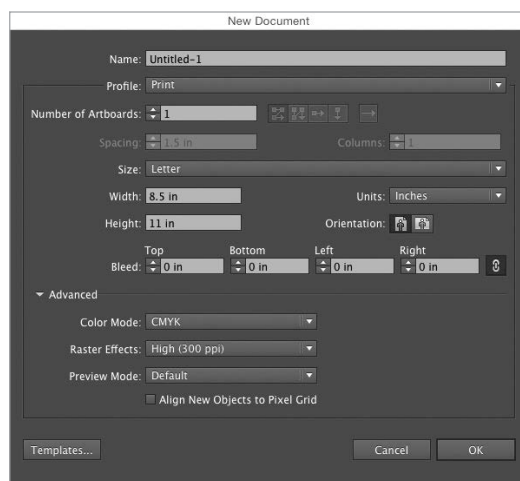 New Document
Name: Untitled-1
Profile: Print
Number of Artboards: 1
Spacing: 1.5 in Columns: 1
Size: Letter
Width: 8.5 in Units: Inches
Height: 11 in Orientation:
Top Bottom Left Right
Bleed: 0 in 0 in 0 in 0 in
Advanced
Color Mode: CMYK
Raster Effects: High (300 ppi)
Preview Mode: Default
Align New Objects to Pixel Grid
Templates... Cancel OK